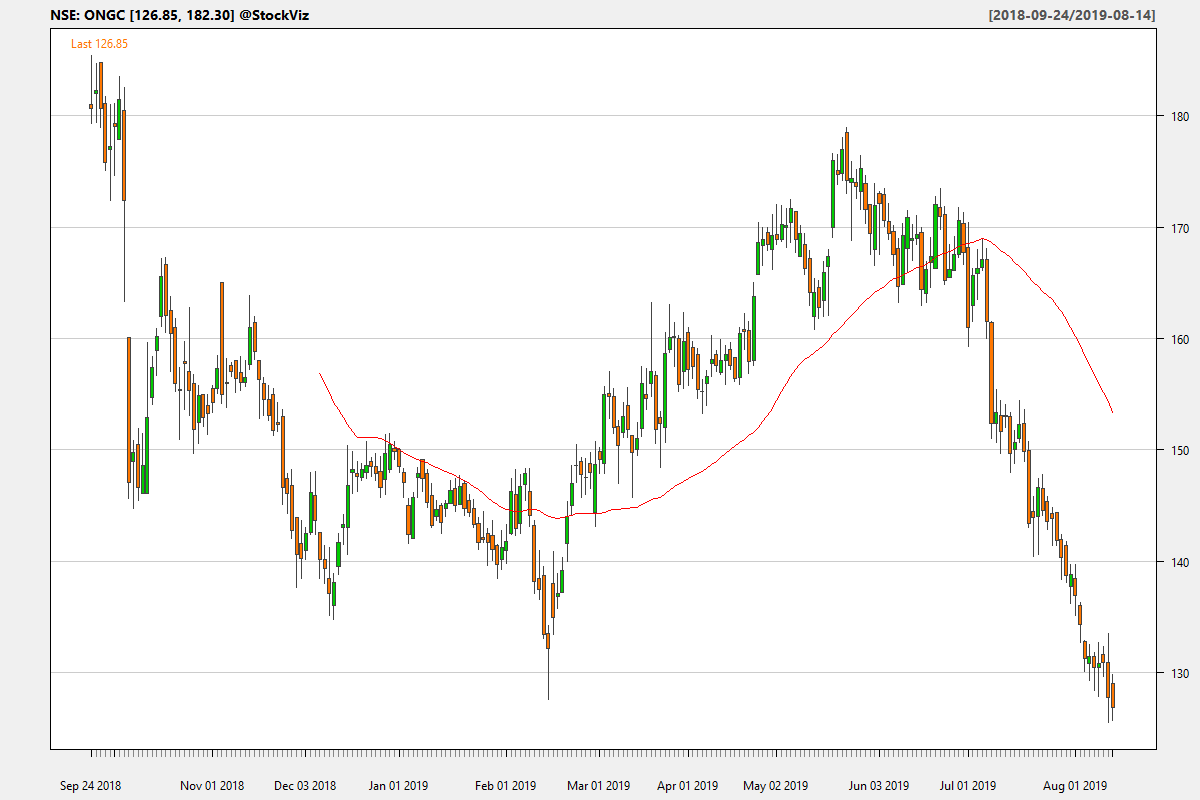 NSE: ONGC [126.85, 182.30] @StockViz [2018-09-24/2019-08-14]
Last 126.85
180
170
160
150
140
130
Sep 24 2018 Nov 01 2018 Dec 03 2018 Jan 01 2019 Feb 01 2019 Mar 01 2019 Apr 01 2019 May 02 2019 Jun 03 2019 Jul 01 2019 Aug 01 2019